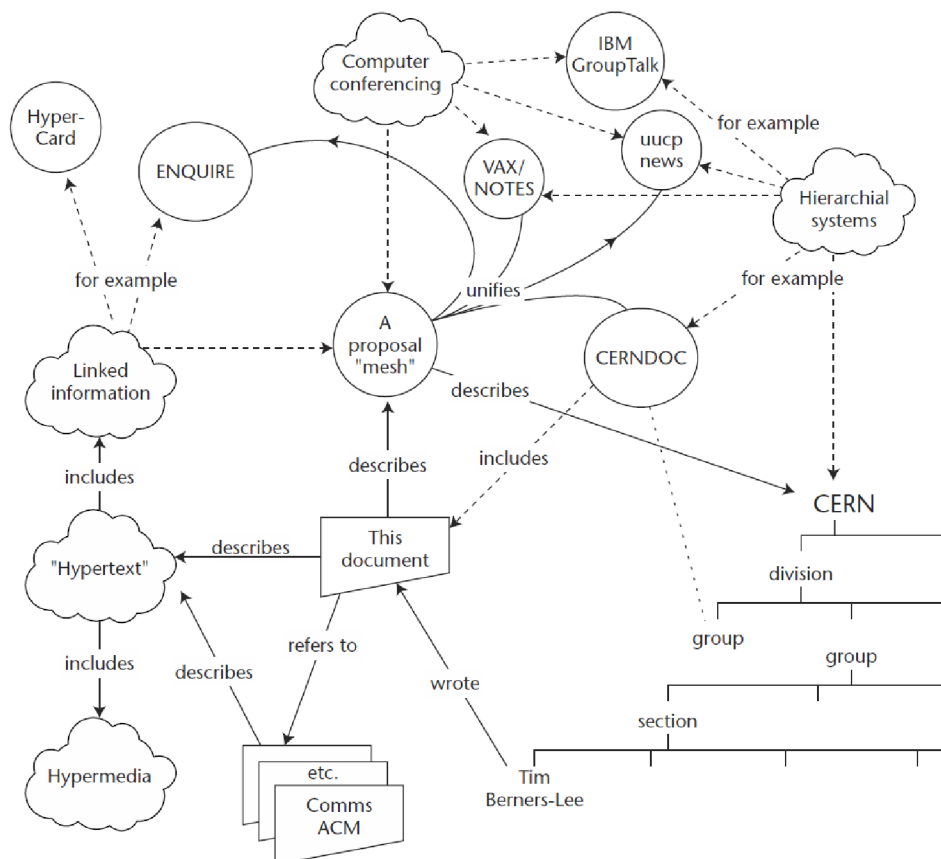 IBM
GroupTalk
Computer
conferencing
Hyper-
Card
for example
uucp
news
ENQUIRE
VAX/
NOTES
Hierarchial
systems
for example
unifies
for example
A
proposal
"mesh"
CERNDOC
Linked
information
describes
includes
describes
includes
CERN
This
document
describes
"Hypertext"
division
group
refers to
group
includes
describes
wrote
section
Hypermedia
etc.
Tim
Berners-Lee
Comms
ACM